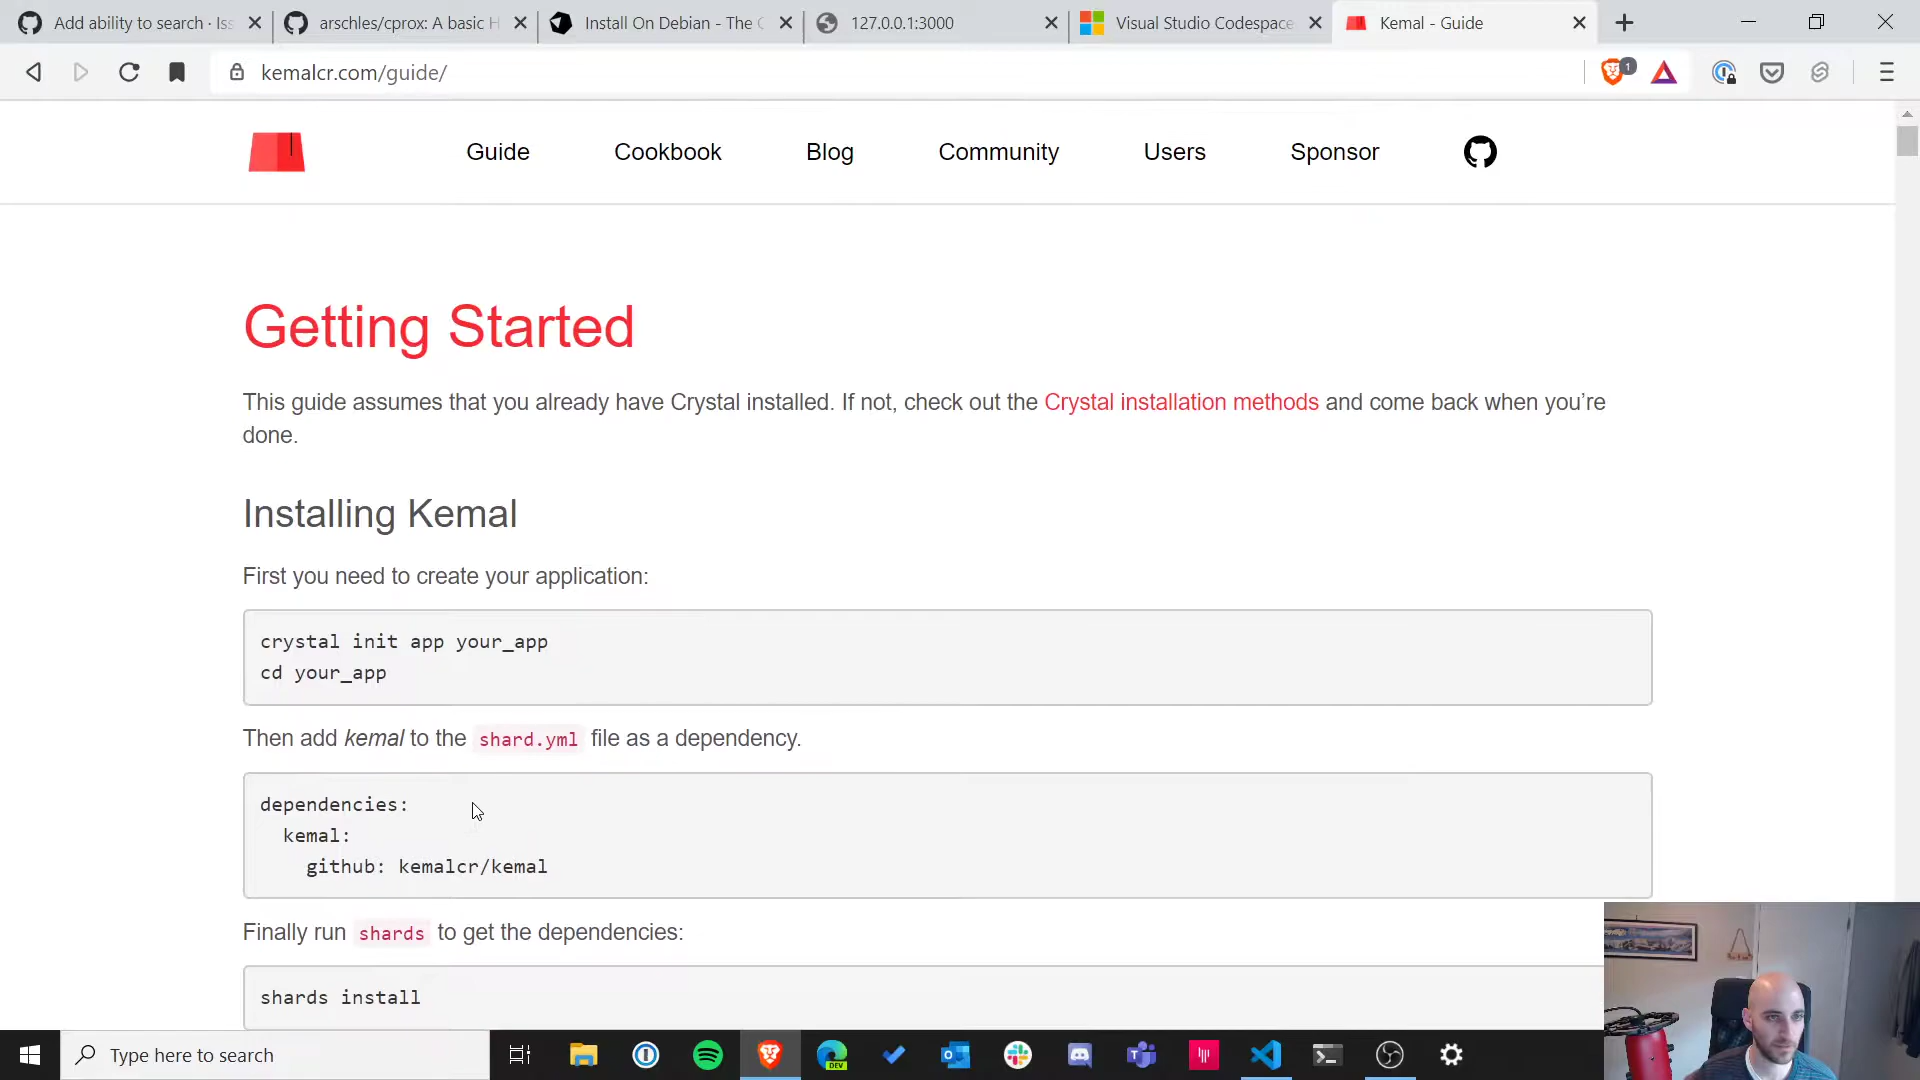 Add ability to search · Iss
arschles/cprox: A basic H
Install On Debian - The C
127.0.0.1:3000
Visual Studio Codespace
Kemal - Guide
kemalcr.com/guide/
1
Guide
Cookbook
Blog
Community
Users
Sponsor
Getting Started
This guide assumes that you already have Crystal installed. If not, check out the Crystal installation methods and come back when you’re
done.
Installing Kemal
First you need to create your application:
crystal init app your_app
cd your_app
Then add kemal to the shard.yml file as a dependency.
dependencies:
kemal:
github: kemalcr/kemal
Finally run shards to get the dependencies:
shards install
Type here to search
DEV